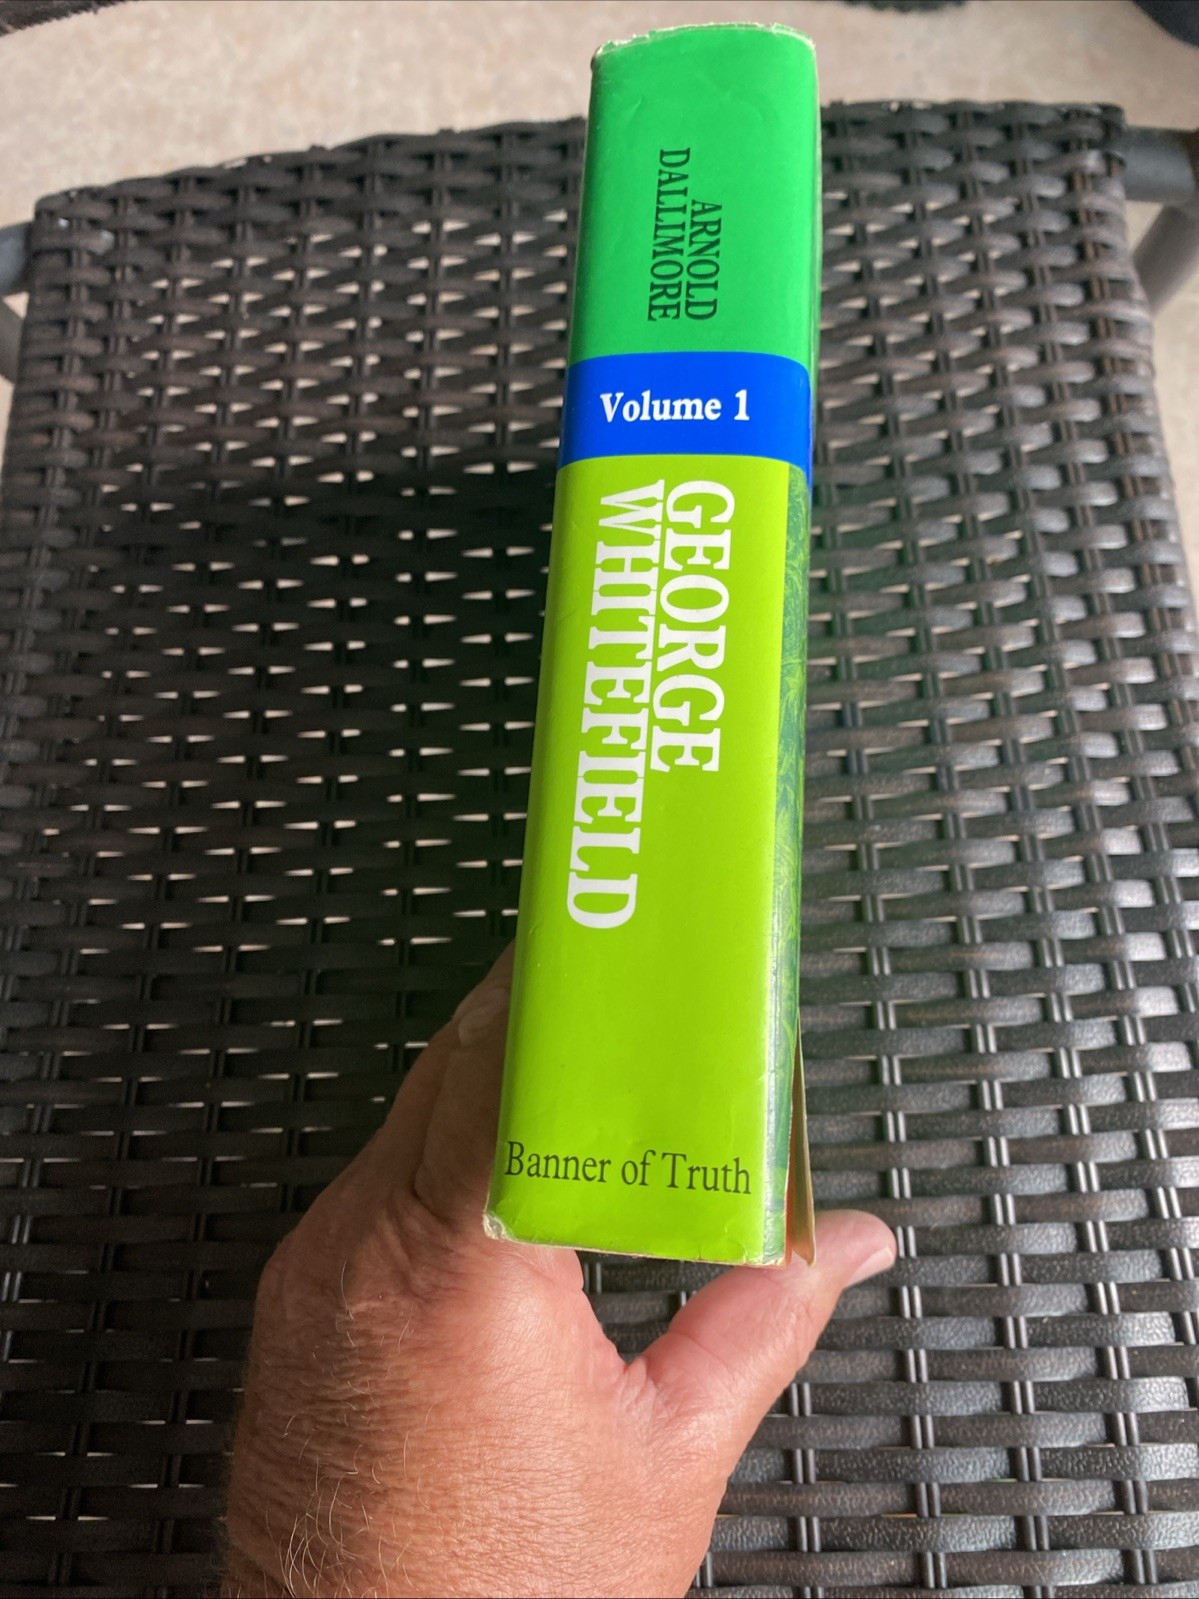 ARNOLD
DALLIMORE
Volume 1
GEORGE
WHITEFIELD
Banner of Truth